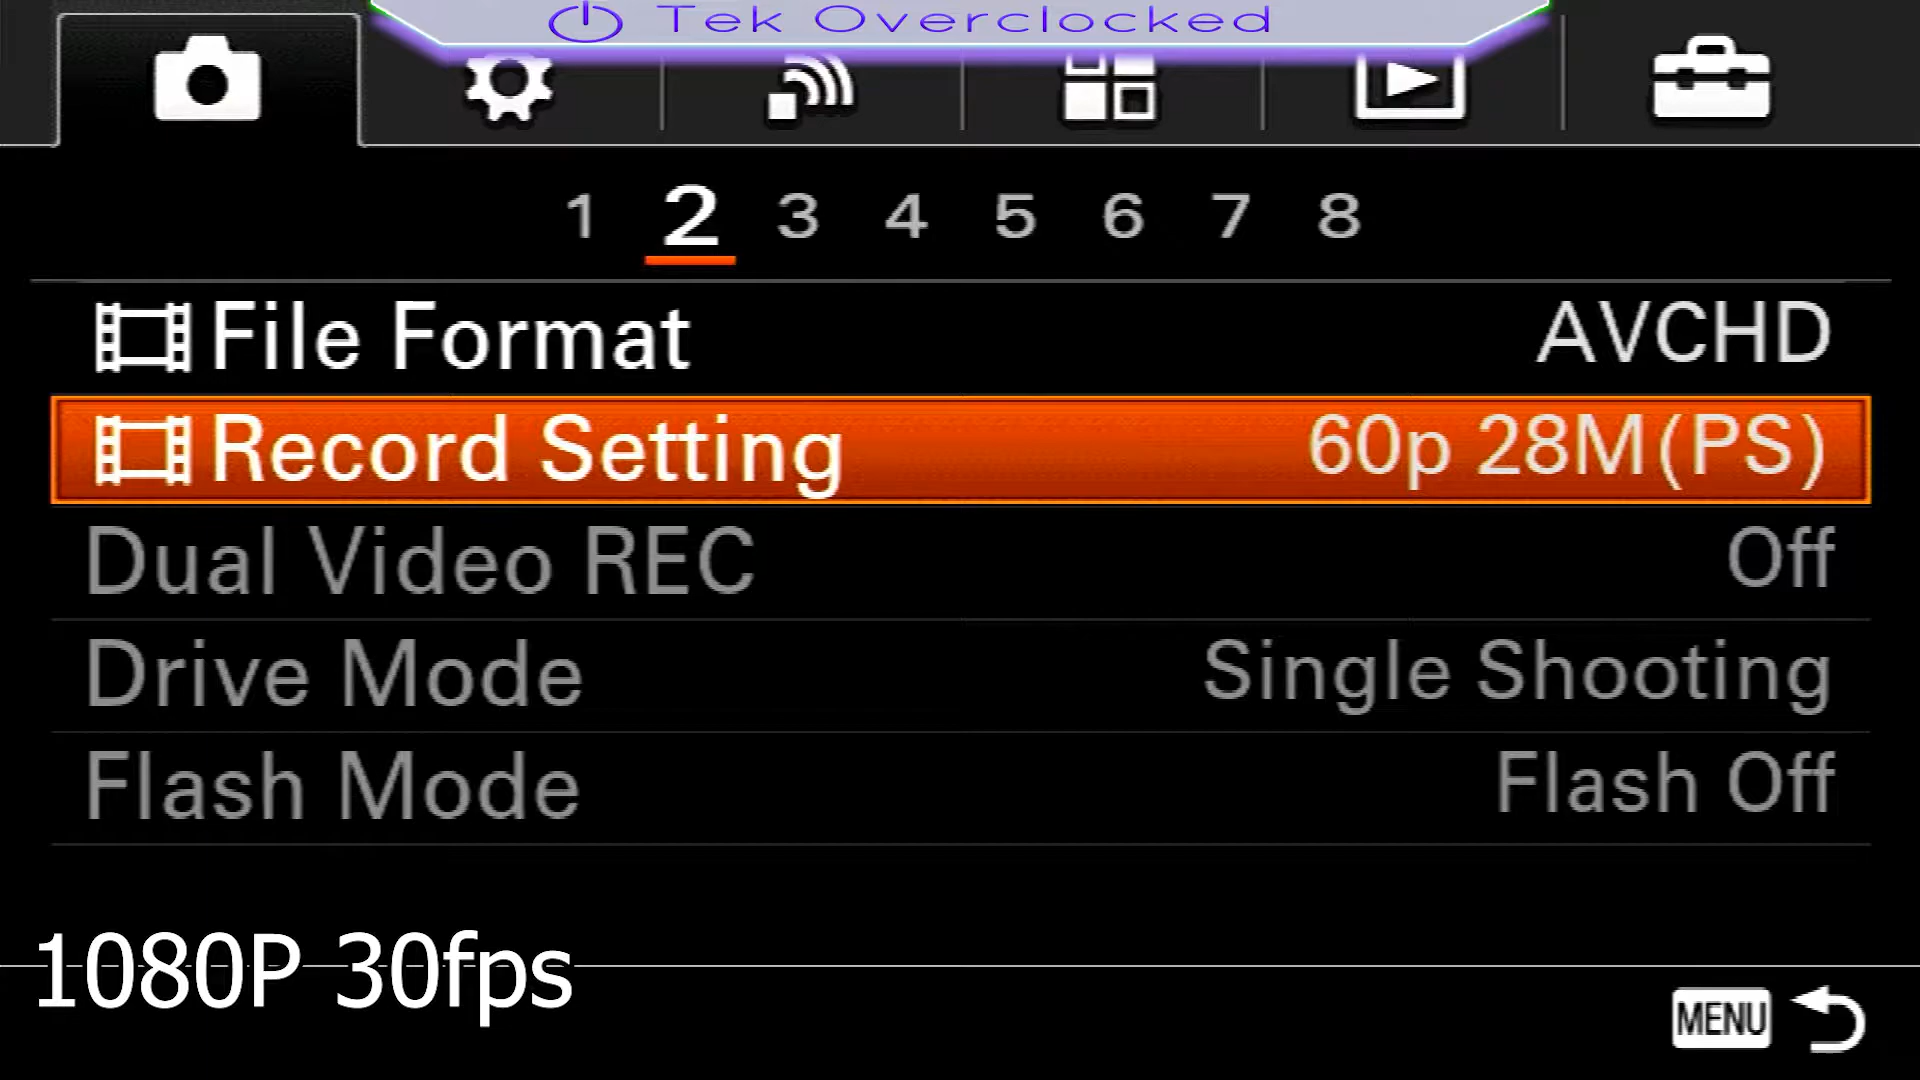 Tek Overclocked
1 2 3 4 5 6 7 8
File Format AVCHD
Record Setting 60p 28M(PS)
Dual Video REC Off
Drive Mode Single Shooting
Flash Mode Flash Off
1080P 30fps
MENU